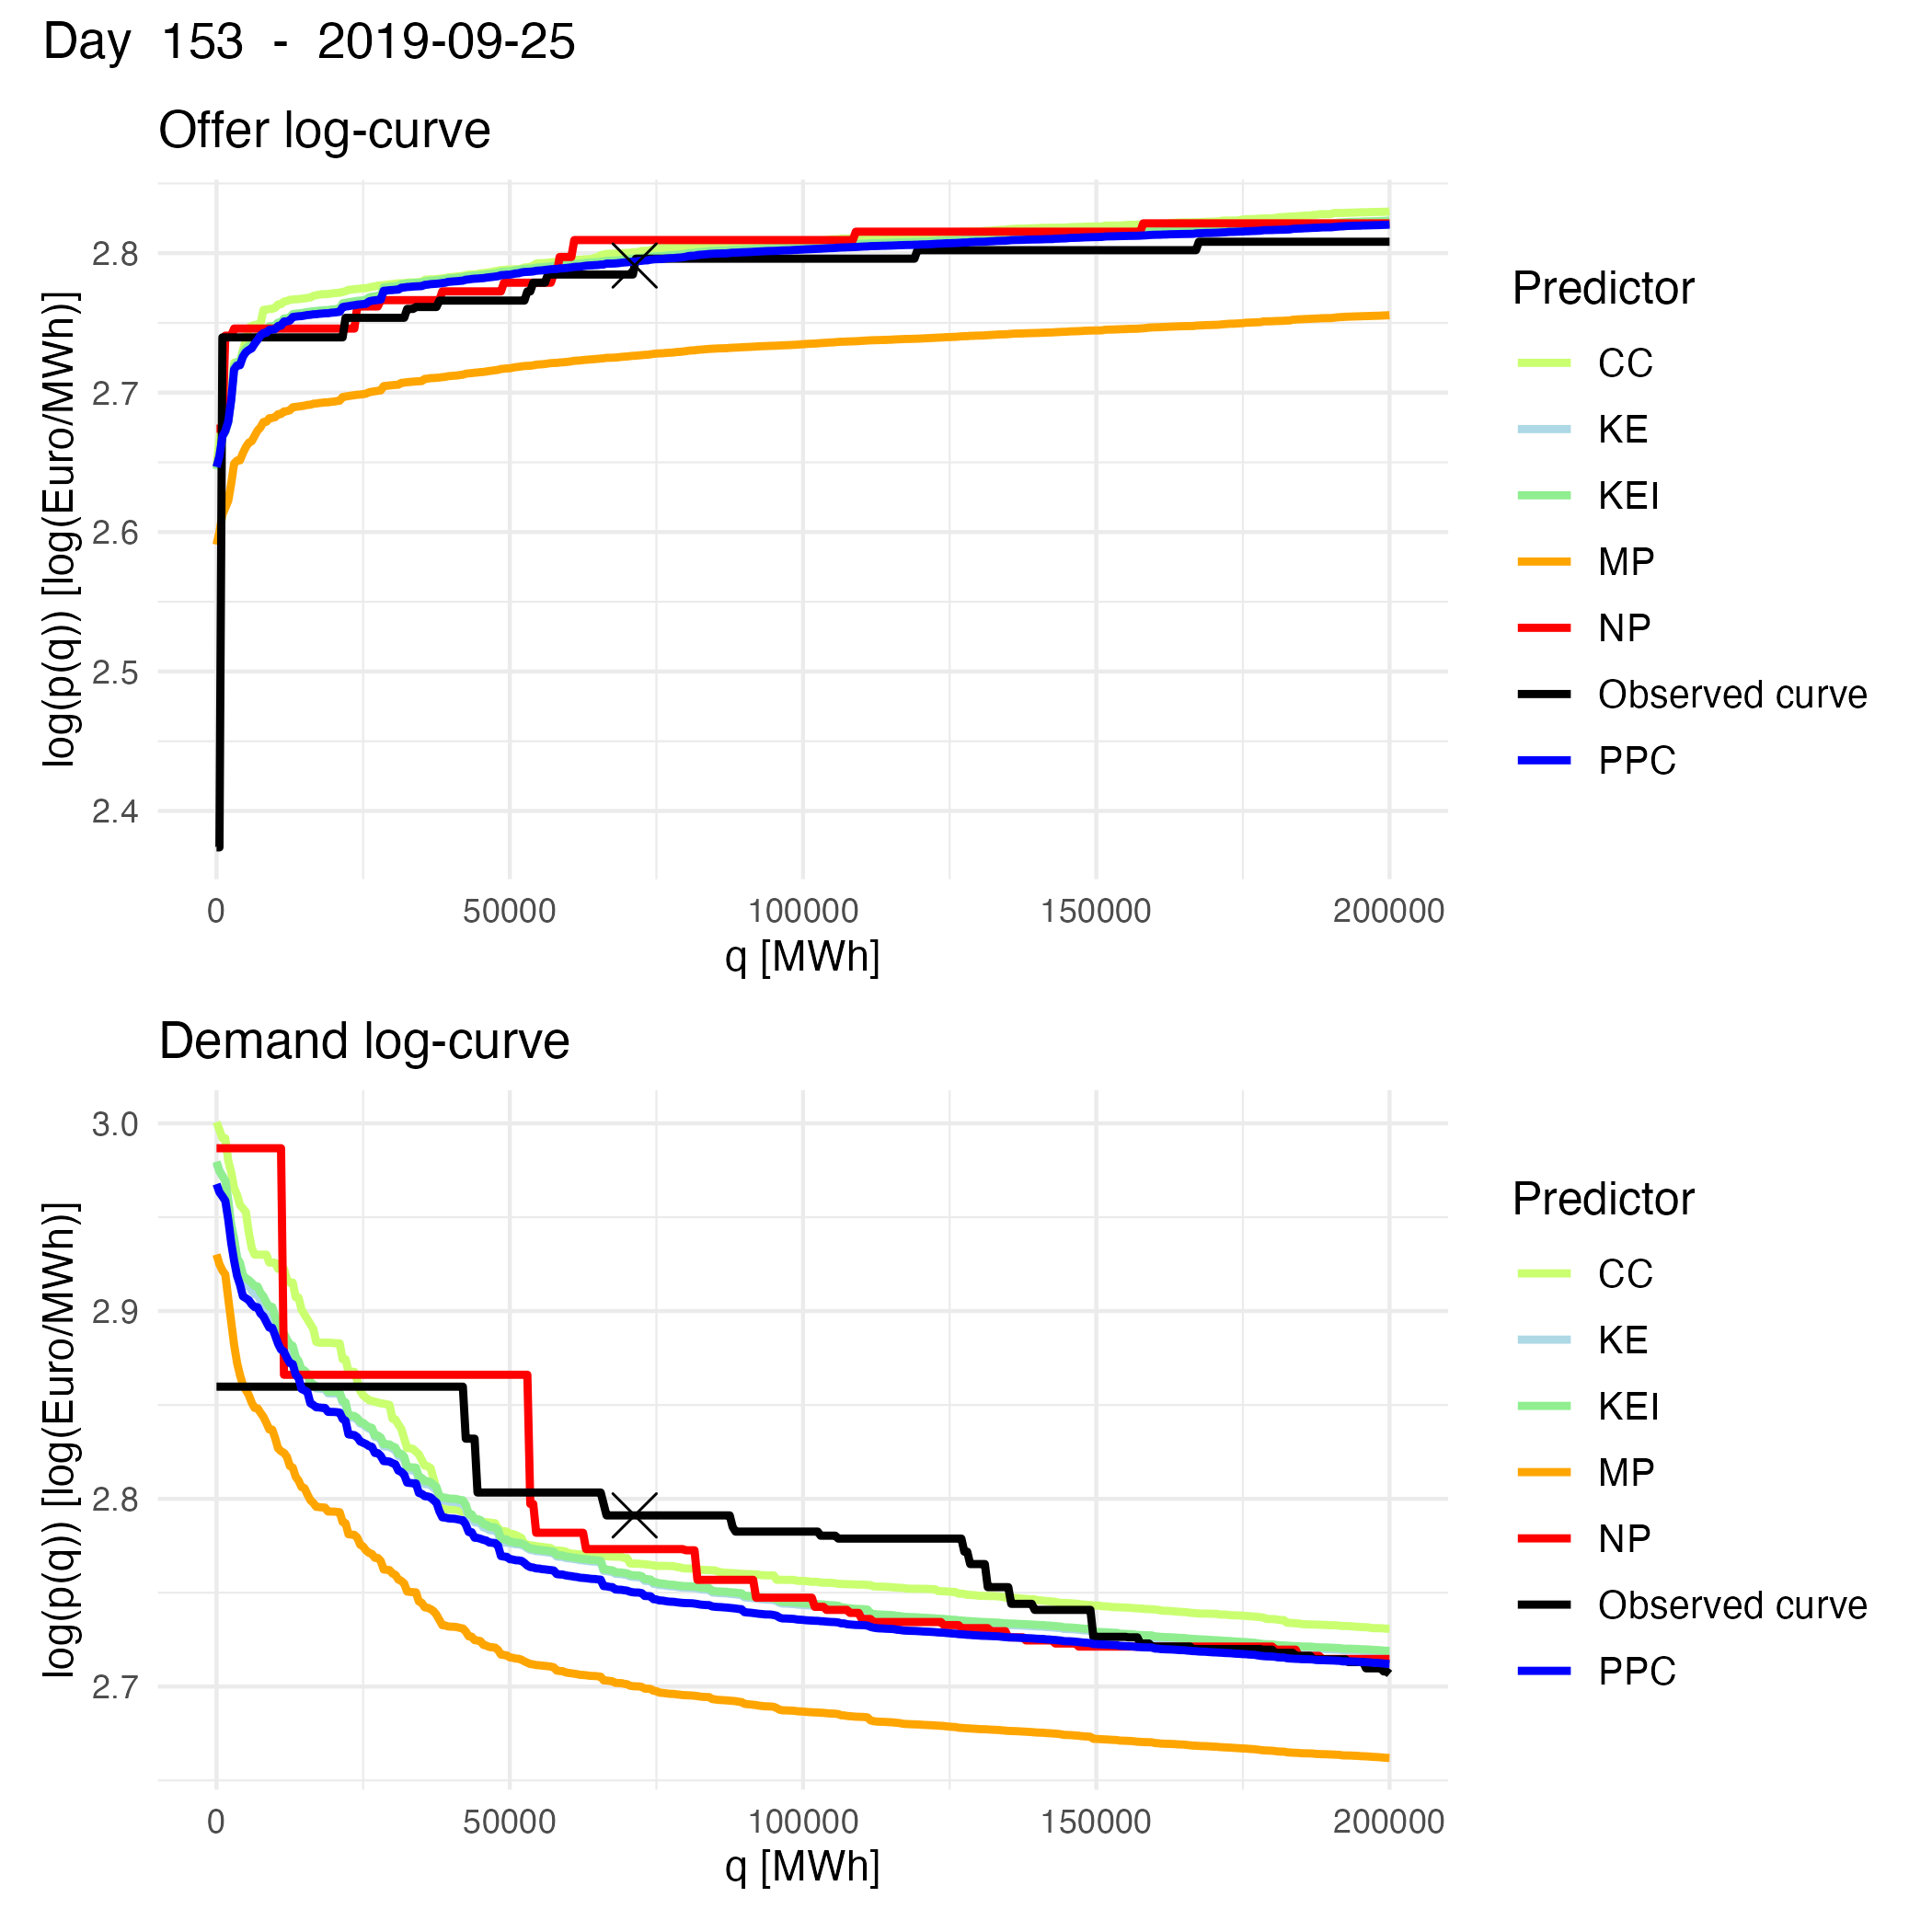 Day 153 - 2019-09-25
Offer log-curve
log(p(q)) [log(Euro/MWh)]
2.8
2.7
2.6
2.5
2.4
0 50000 100000 150000 200000
q [MWh]
Predictor
CC
KE
KEI
MP
NP
Observed curve
PPC
Demand log-curve
log(p(q)) [log(Euro/MWh)]
3.0
2.9
2.8
2.7
0 50000 100000 150000 200000
q [MWh]
Predictor
CC
KE
KEI
MP
NP
Observed curve
PPC